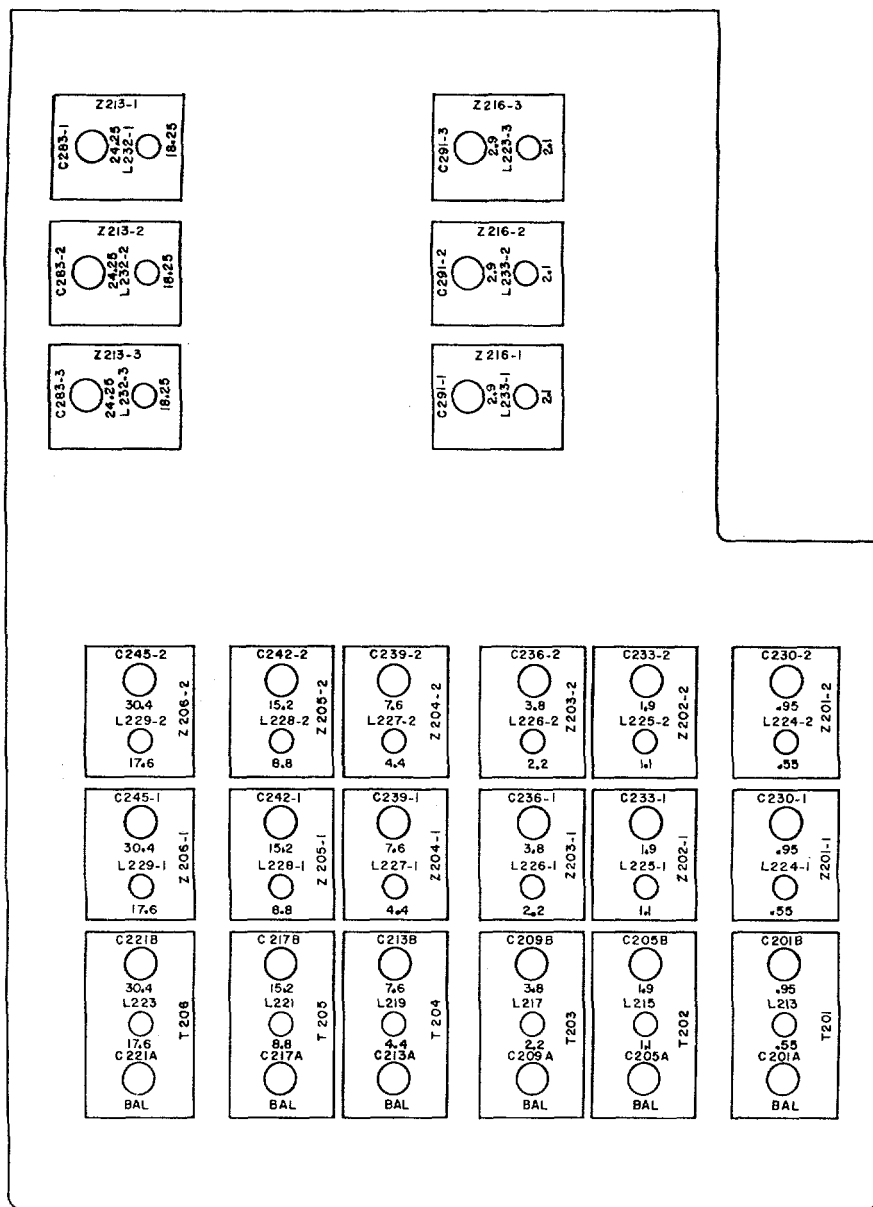 Z213-1
C283-1
24.25
L232-1
18.25
Z216-3
C291-3
2.9
L223-3
2.1
Z213-2
C283-2
24.25
L232-2
18.25
Z216-2
C291-2
2.9
L233-2
2.1
Z213-3
C283-3
24.25
L232-3
18.25
Z216-1
C291-1
2.9
L233-1
2.1
C245-2
30.4
L229-2
17.6
Z206-2
C242-2
15.2
L228-2
8.8
Z205-2
C239-2
7.6
L227-2
4.4
Z204-2
C236-2
3.8
L226-2
2.2
Z203-2
C233-2
1.9
L225-2
1.1
Z202-2
C230-2
.95
L224-2
.55
Z201-2
C245-1
30.4
L229-1
17.6
Z206-1
C242-1
15.2
L228-1
8.8
Z205-1
C239-1
7.6
L227-1
4.4
Z204-1
C236-1
3.8
L226-1
2.2
Z203-1
C233-1
1.9
L225-1
1.1
Z202-1
C230-1
.95
L224-1
.55
Z201-1
C221B
30.4
L223
17.6
C221A
BAL
T206
C217B
15.2
L221
8.8
C217A
BAL
T205
C213B
7.6
L219
4.4
C213A
BAL
T204
C209B
3.8
L217
2.2
C209A
BAL
T203
C205B
1.9
L215
1.1
C205A
BAL
T202
C201B
.95
L213
.55
C201A
BAL
T201